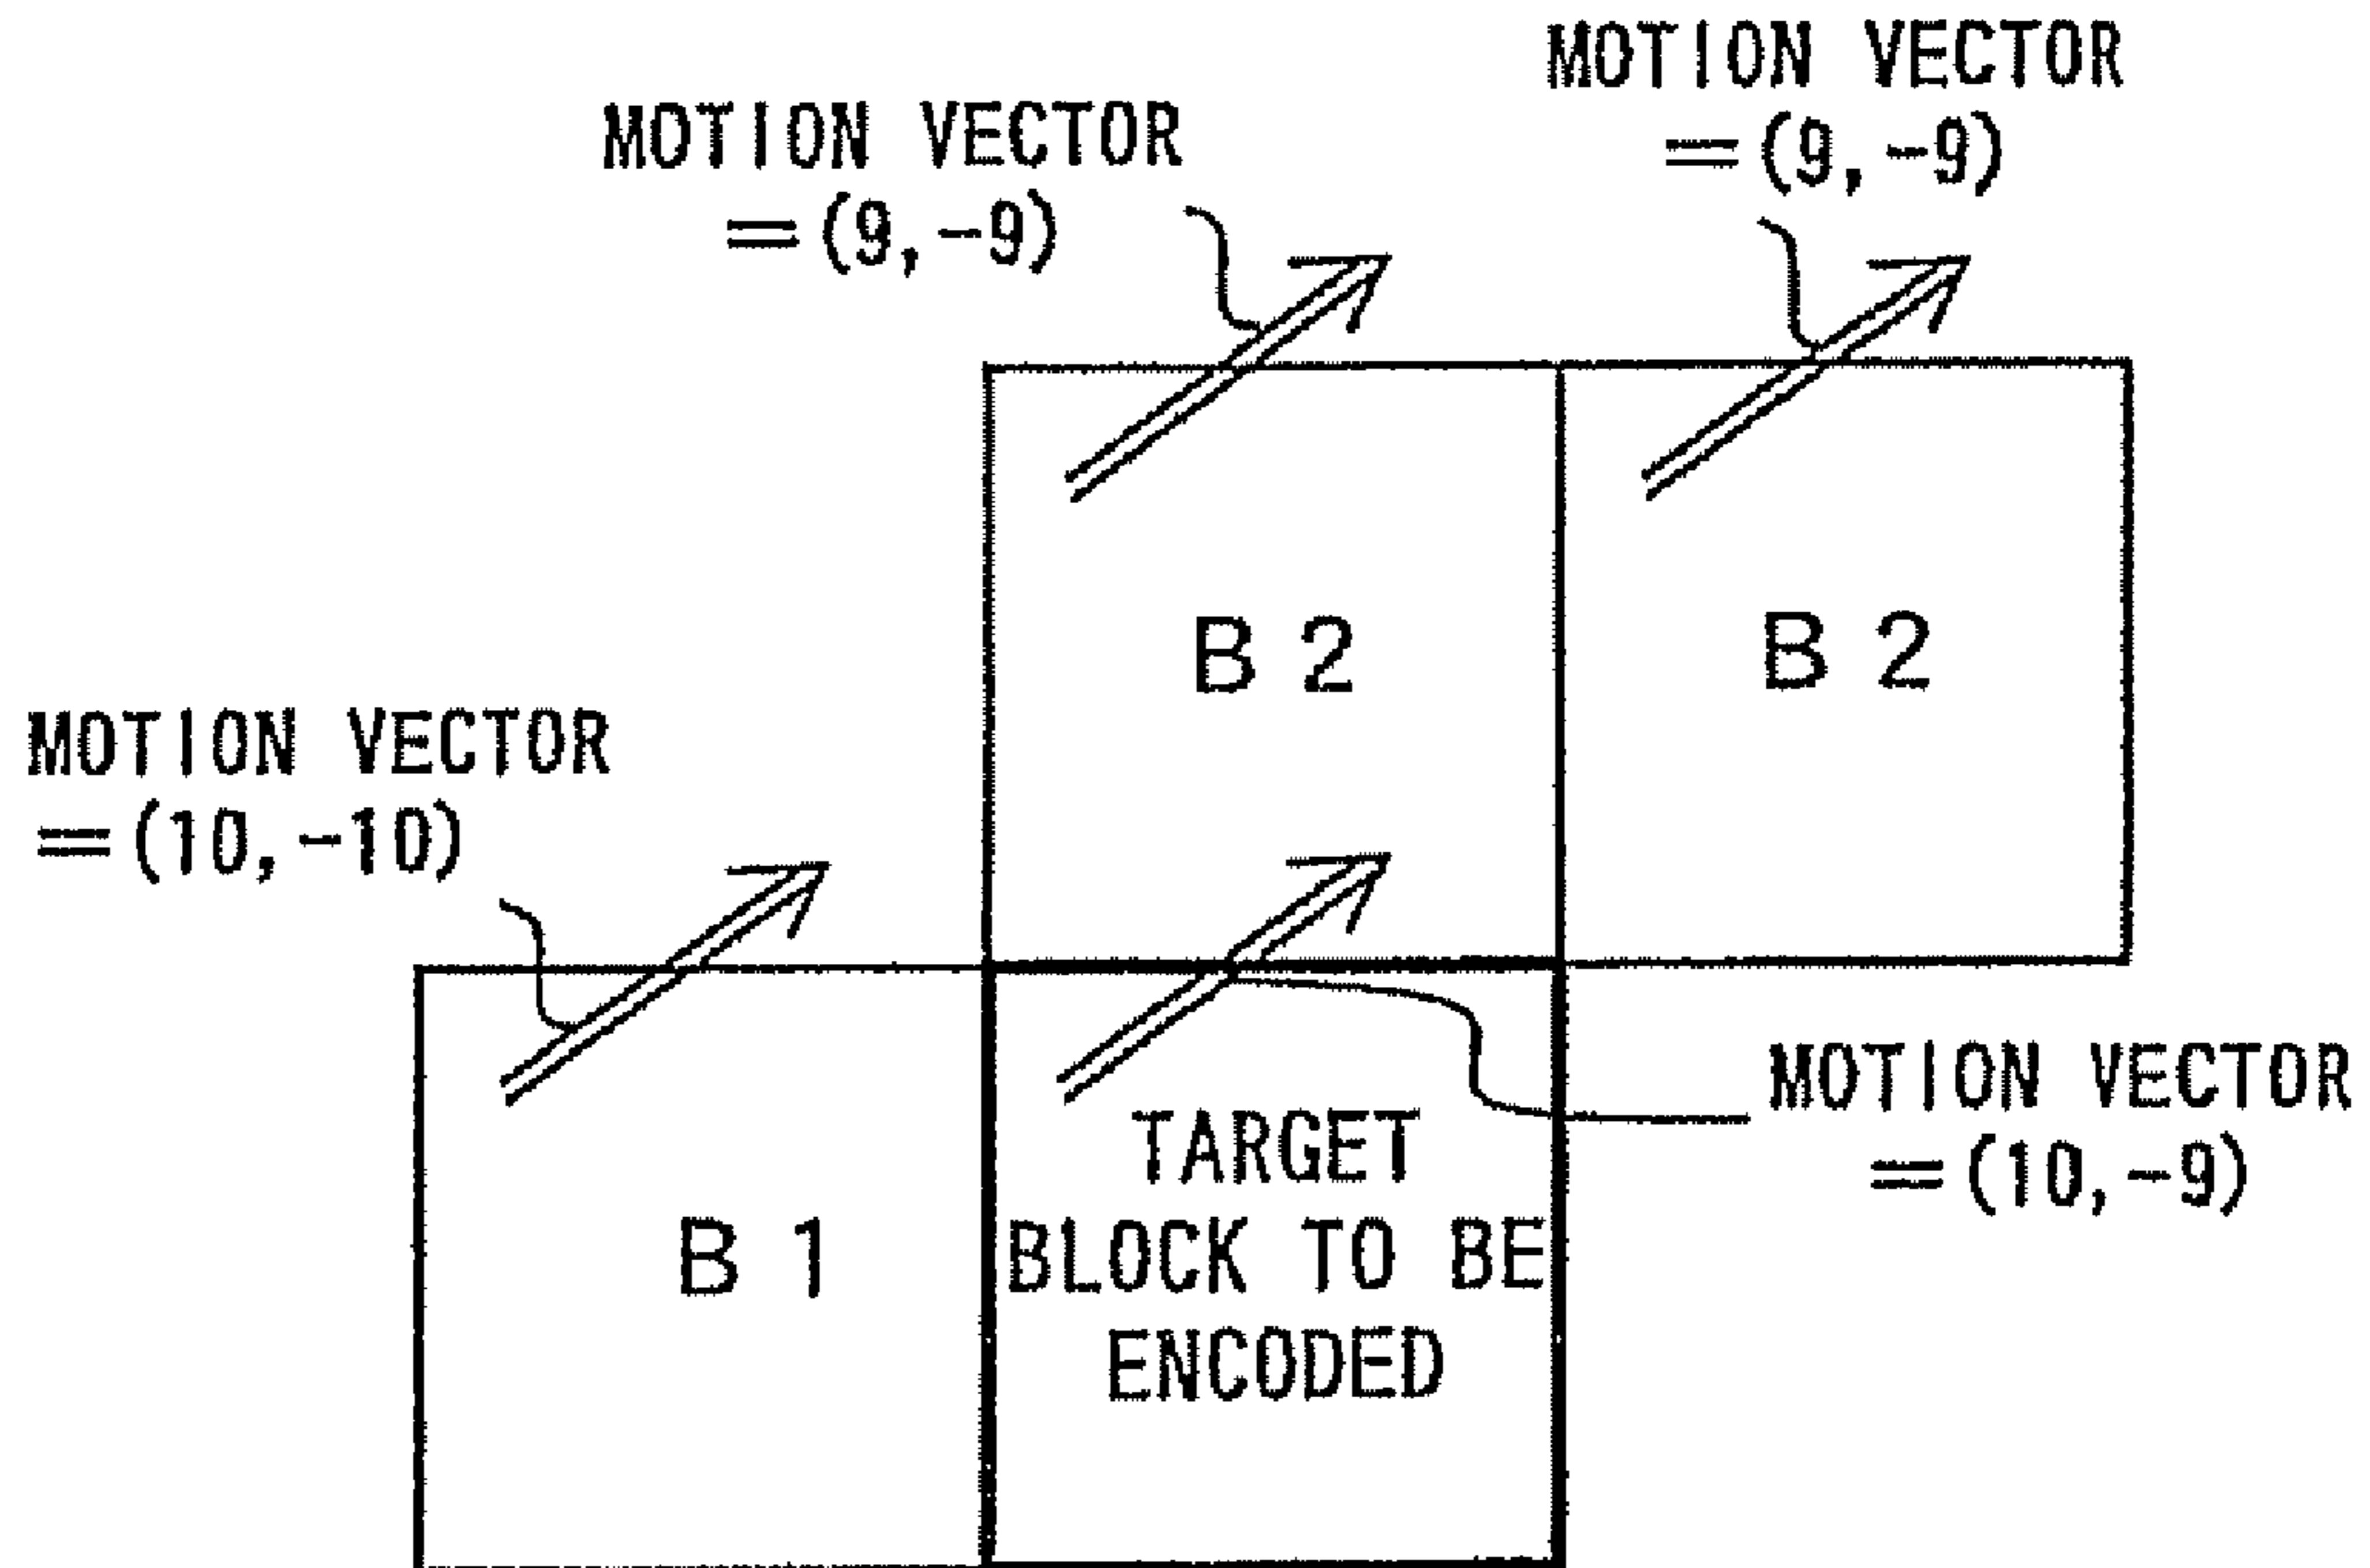 MOTION VECTOR
=(9,-9)
MOTION VECTOR
=(9,-9)
B 2
B 2
MOTION VECTOR
=(10,-10)
B 1
TARGET
BLOCK TO BE
ENCODED
MOTION VECTOR
=(10,-9)